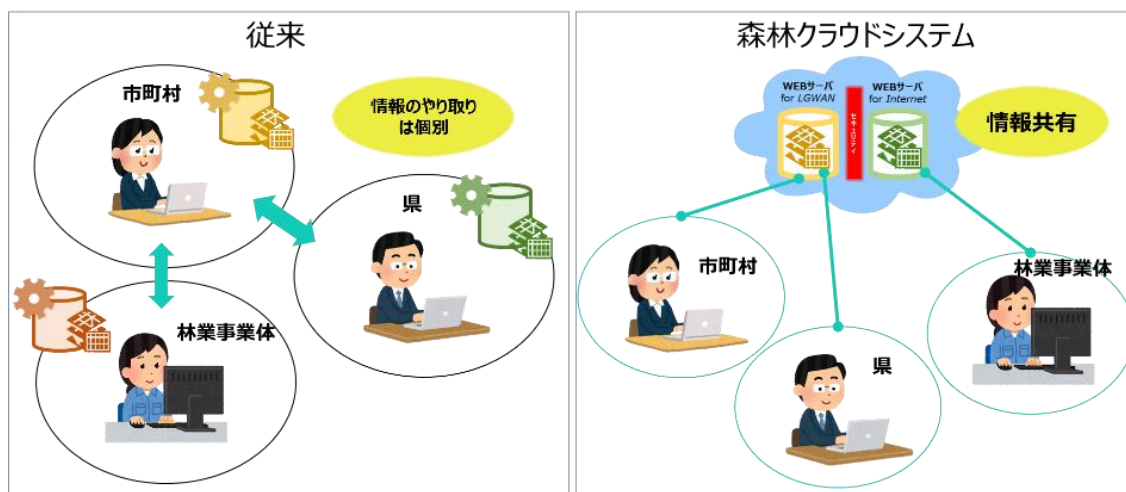 従来
市町村
情報のやり取り
は個別
県
林業事業体
森林クラウドシステム
WEBサーバ
for LGWAN
セキュリティ
WEBサーバ
for Internet
情報共有
市町村
林業事業体
県